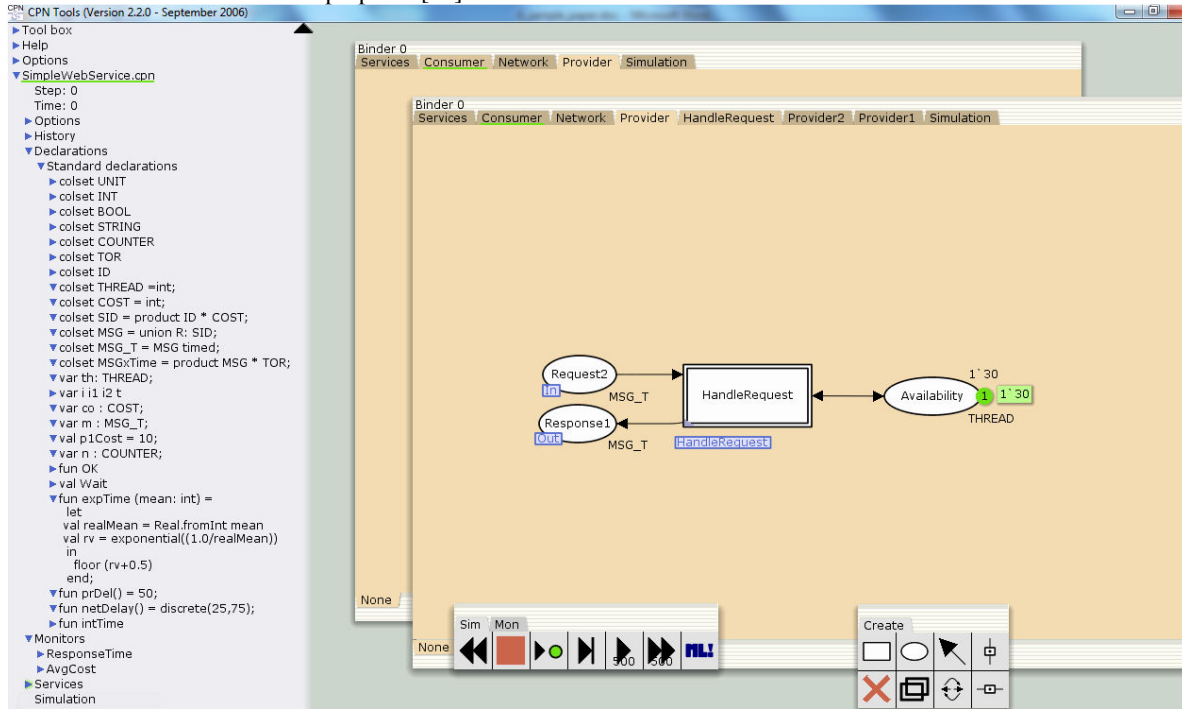 CPN Tools (Version 2.2.0 - September 2006)
Tool box
Help
Options
SimpleWebService.cpn
Step: 0
Time: 0
Options
History
Declarations
Standard declarations
colset UNIT
colset INT
colset BOOL
colset STRING
colset COUNTER
colset TOR
colset ID
colset THREAD =int;
colset COST = int;
colset SID = product ID * COST;
colset MSG = union R: SID;
colset MSG_T = MSG timed;
colset MSGxTime = product MSG * TOR;
var th: THREAD;
var i i1 i2 t
var co : COST;
var m : MSG_T;
val p1Cost = 10;
var n : COUNTER;
fun OK
val Wait
fun expTime (mean: int) =
let
val realMean = Real.fromInt mean
val rv = exponential((1.0/realMean))
in
floor (rv+0.5)
end;
fun prDel() = 50;
fun netDelay() = discrete(25,75);
fun intTime
Monitors
ResponseTime
AvgCost
Services
Simulation
Binder 0
Services Consumer Network Provider Simulation
None
Binder 0
Services Consumer Network Provider HandleRequest Provider2 Provider1 Simulation
Request2
In
MSG_T
Response1
Out
MSG_T
HandleRequest
HandleRequest
1`30
Availability
1
1`30
THREAD
None
Sim Mon
500
500
ML!
Create